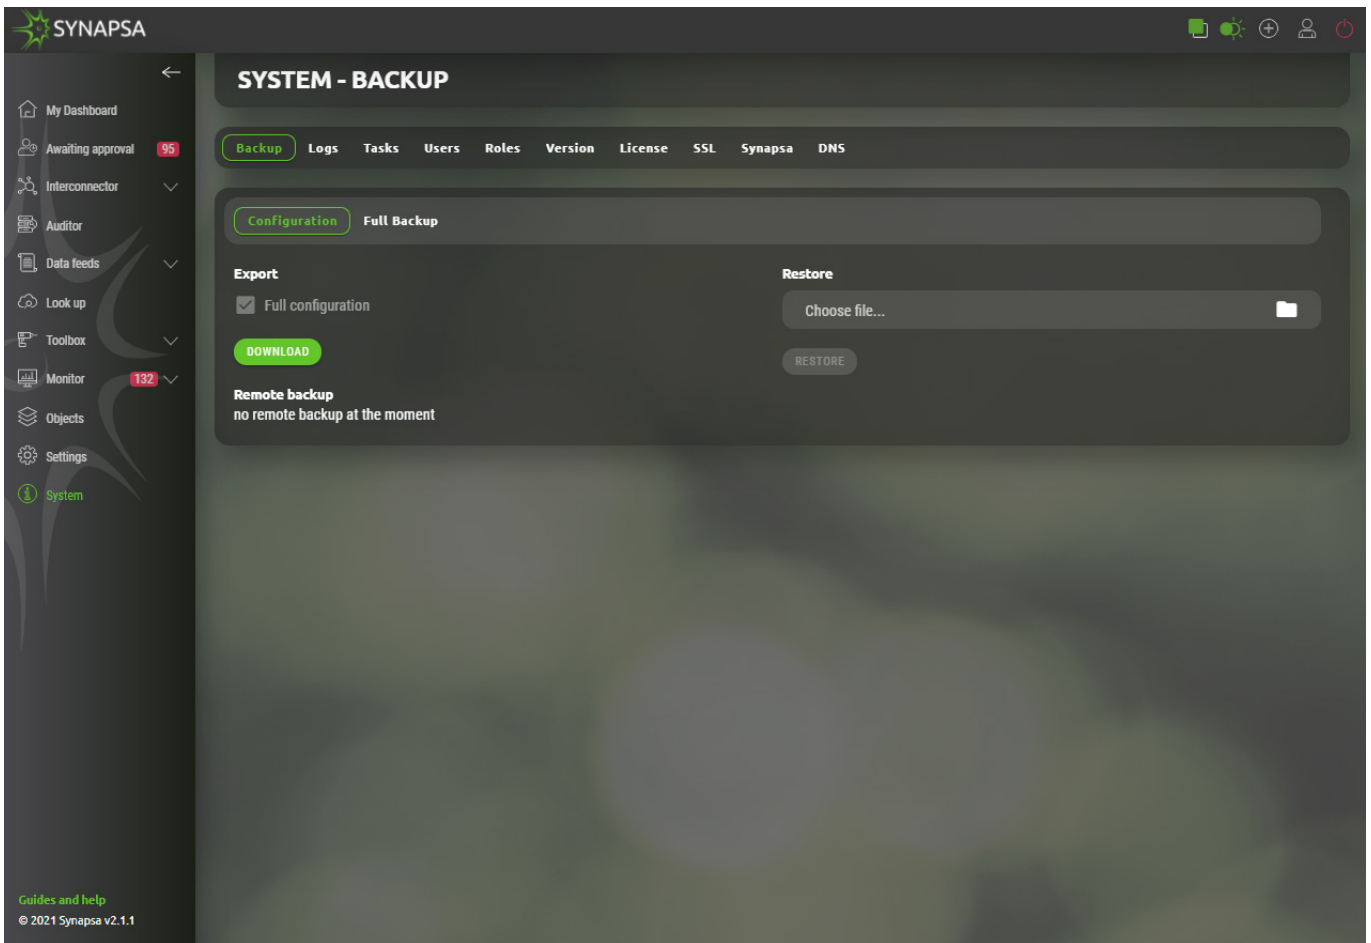 SYNAPSA
My Dashboard
Awaiting approval 95
Interconnector
Auditor
Data feeds
Look up
Toolbox
Monitor 132
Objects
Settings
System
Guides and help
© 2021 Synapsa v2.1.1
SYSTEM - BACKUP
Backup Logs Tasks Users Roles Version License SSL Synapsa DNS
Configuration Full Backup
Export
Full configuration
DOWNLOAD
Remote backup
no remote backup at the moment
Restore
Choose file...
RESTORE